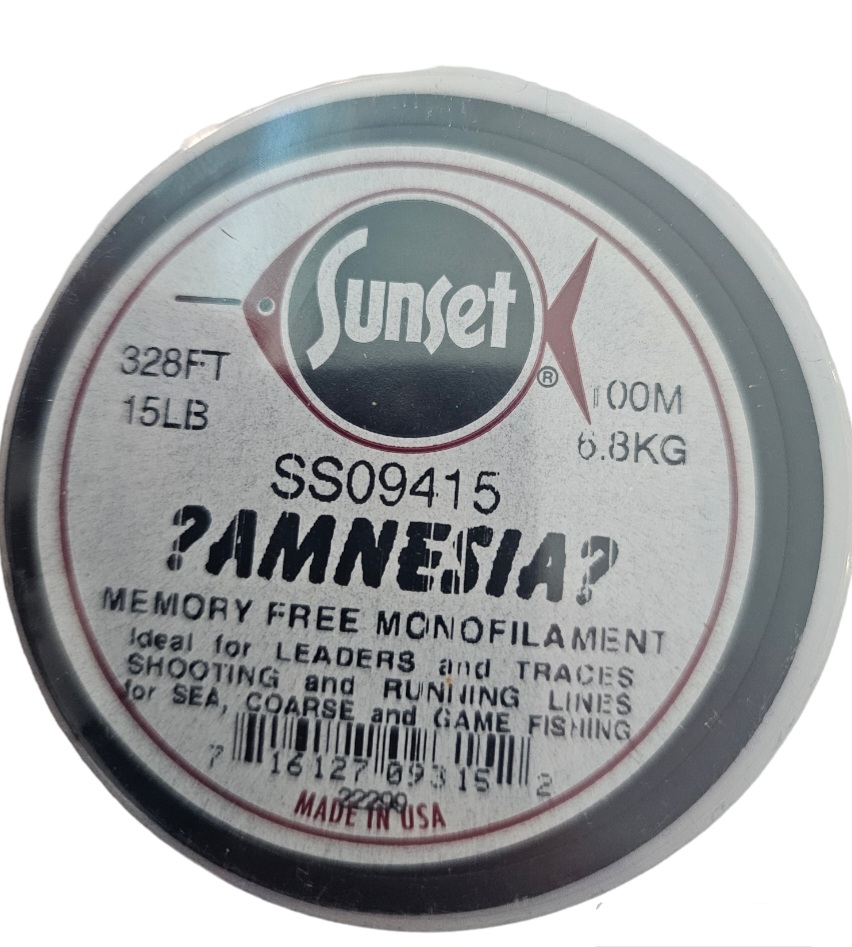 Sunset
®
328FT
15LB
100M
6.8KG
SS09415
?AMNESIA?
MEMORY FREE MONOFILAMENT
Ideal for LEADERS and TRACES
SHOOTING and RUNNING LINES
for SEA, COARSE and GAME FISHING
7 16127 09315 2
22299
MADE IN USA